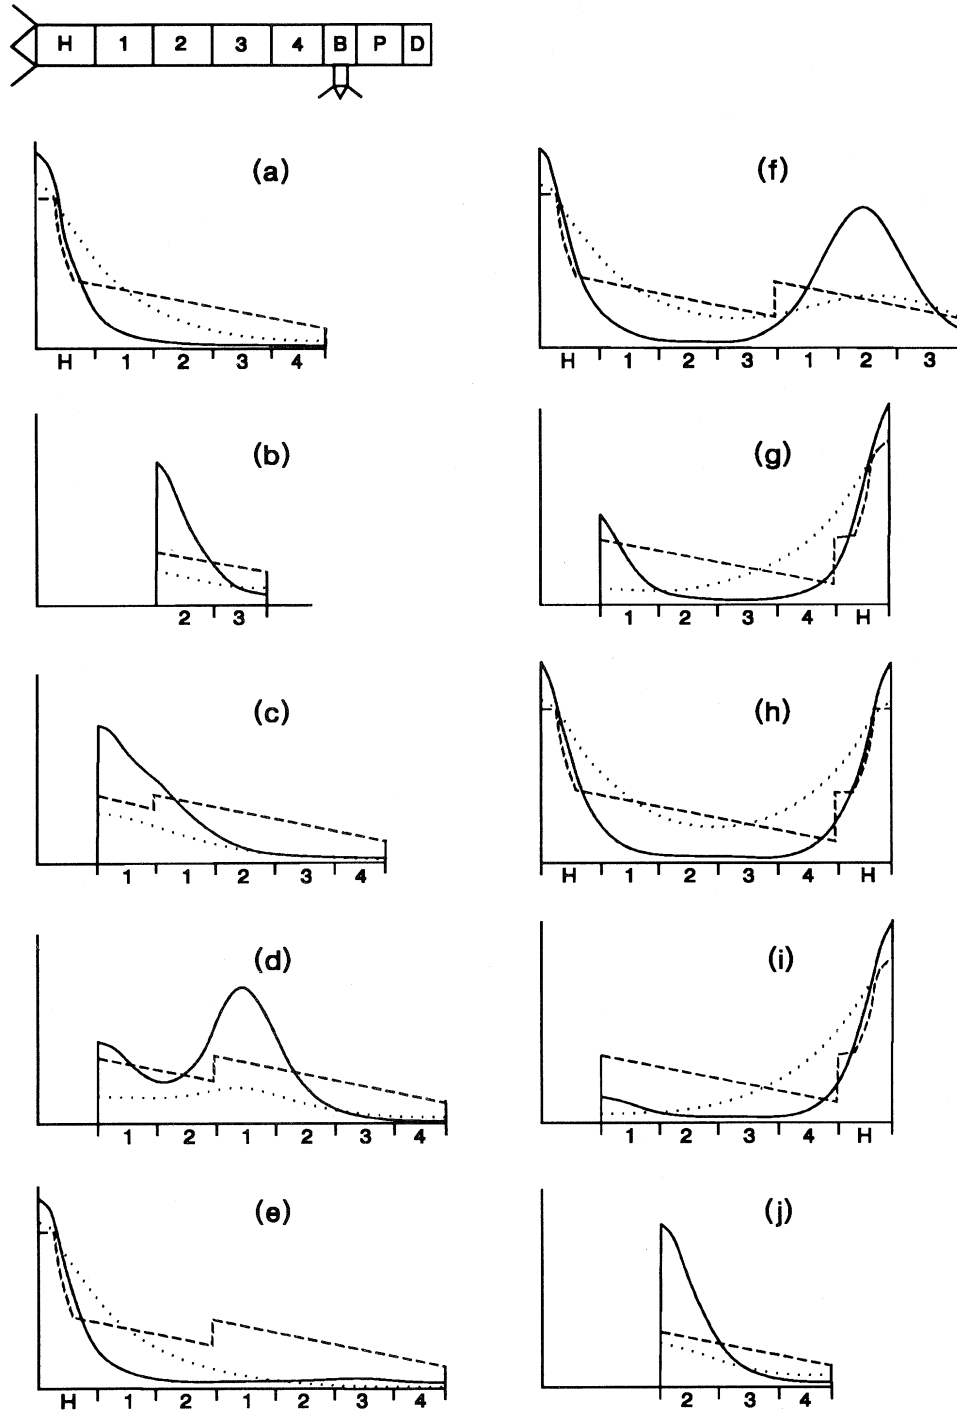 H 1 2 3 4 B P D
(a)
H 1 2 3 4
(b)
2 3
(c)
1 1 2 3 4
(d)
1 2 1 2 3 4
(e)
H 1 2 1 2 3 4
(f)
H 1 2 3 1 2 3
(g)
1 2 3 4 H
(h)
H 1 2 3 4 H
(i)
1 2 3 4 H
(j)
2 3 4